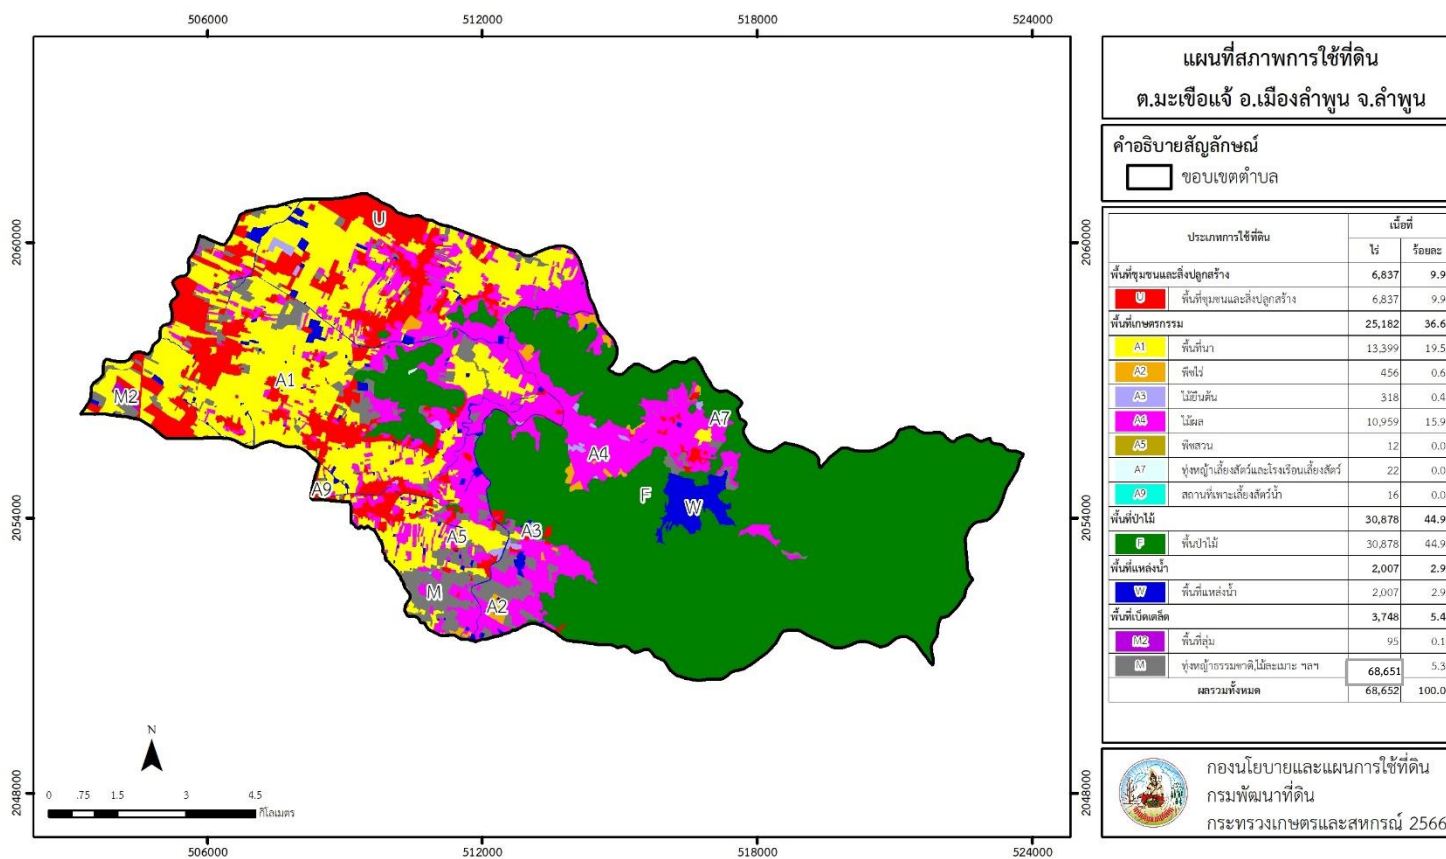 506000 512000 518000 524000
2060000 2060000
2054000 2054000
2048000 2048000
U
A1
M2
A9
A5
A3
M
A2
A4
A7
F
W
N
0 .75 1.5 3 4.5
กิโลเมตร
506000 512000 518000 524000
แผนที่สภาพการใช้ที่ดิน
ต.มะเขือแจ้ อ.เมืองลำพูน จ.ลำพูน
คำอธิบายสัญลักษณ์
ขอบเขตตำบล
ประเภทการใช้ที่ดิน เนื้อที่
ไร่ ร้อยละ
พื้นที่ชุมชนและสิ่งปลูกสร้าง 6,837 9.9
U พื้นที่ชุมชนและสิ่งปลูกสร้าง 6,837 9.9
พื้นที่เกษตรกรรม 25,182 36.6
A1 พื้นที่นา 13,399 19.5
A2 พืชไร่ 456 0.6
A3 ไม้ยืนต้น 318 0.4
A4 ไม้ผล 10,959 15.9
A5 พืชสวน 12 0.0
A7 ทุ่งหญ้าเลี้ยงสัตว์และโรงเรือนเลี้ยงสัตว์ 22 0.0
A9 สถานที่เพาะเลี้ยงสัตว์น้ำ 16 0.0
พื้นที่ป่าไม้ 30,878 44.9
F พื้นป่าไม้ 30,878 44.9
พื้นที่แหล่งน้ำ 2,007 2.9
W พื้นที่แหล่งน้ำ 2,007 2.9
พื้นที่เบ็ดเตล็ด 3,748 5.4
M2 พื้นที่ลุ่ม 95 0.1
M ทุ่งหญ้าธรรมชาติ,ไม้ละเมาะ ฯลฯ 68,651 5.3
ผลรวมทั้งหมด 68,652 100.0
กองนโยบายและแผนการใช้ที่ดิน
กรมพัฒนาที่ดิน
กระทรวงเกษตรและสหกรณ์ 2566